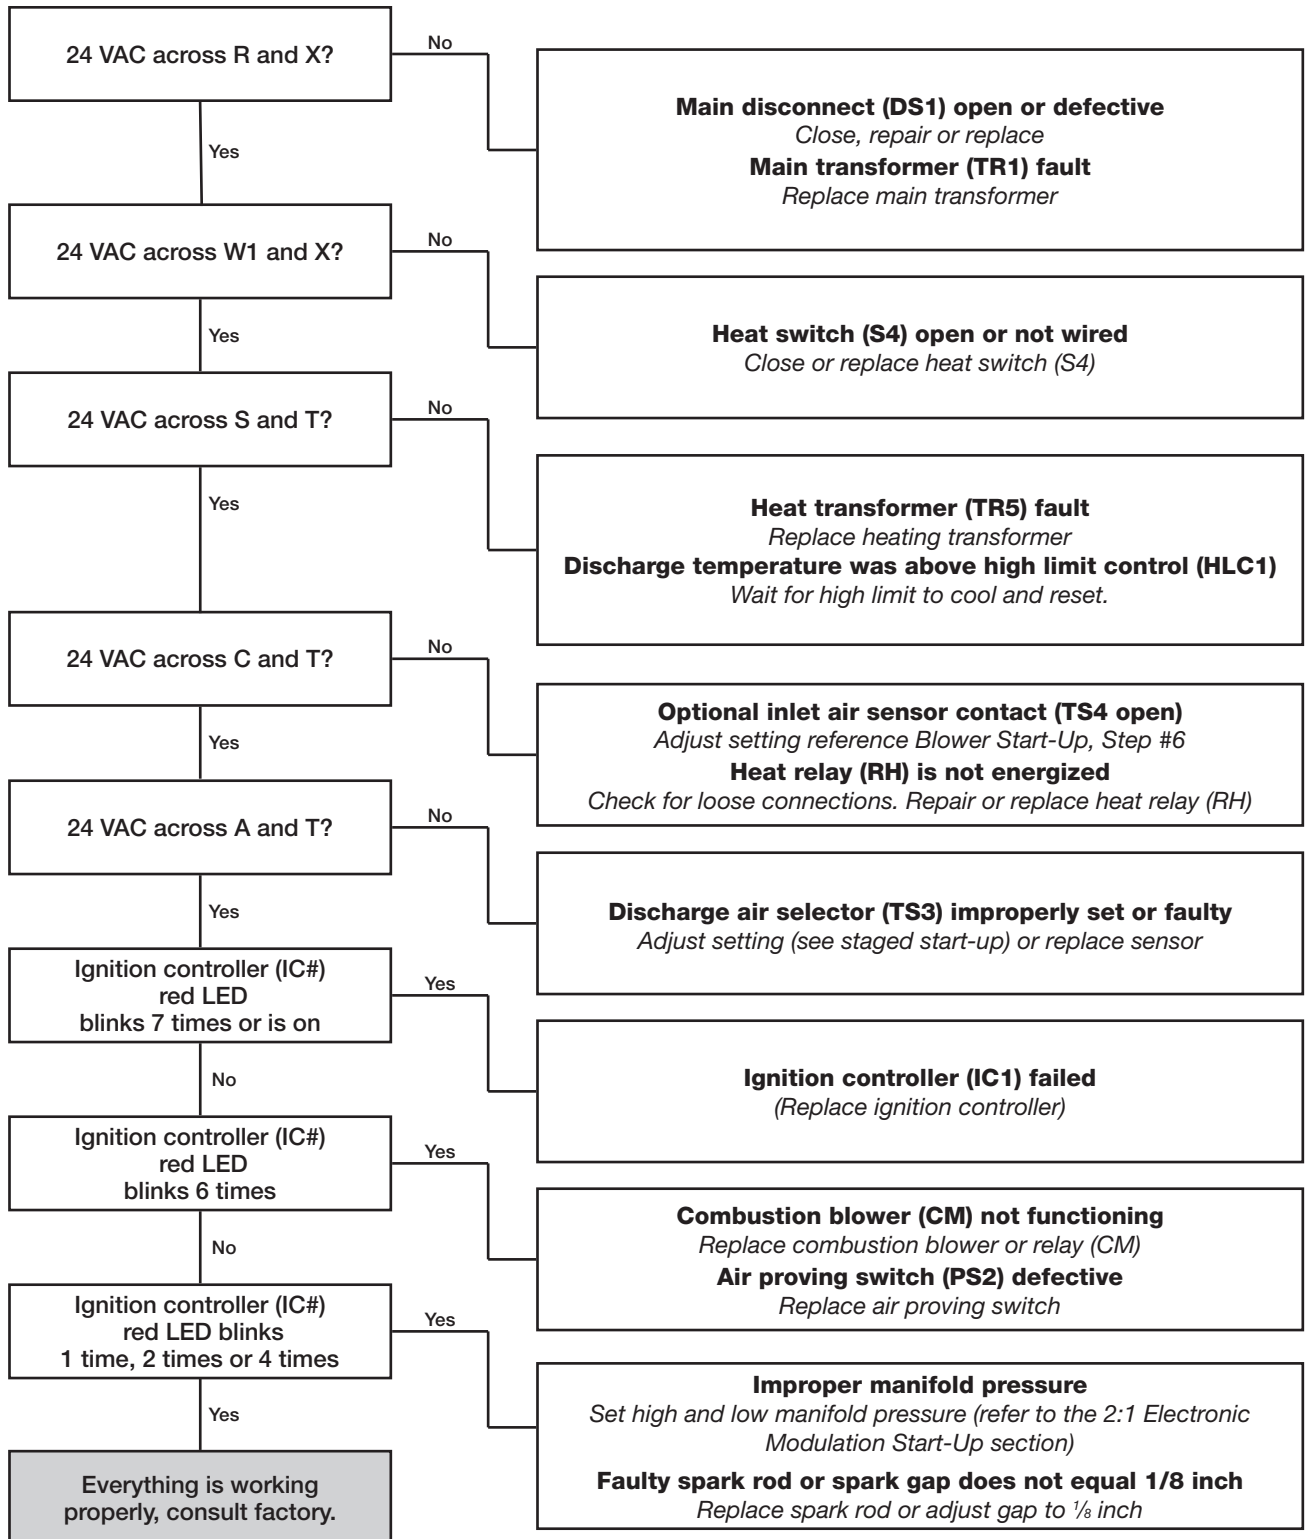 24 VAC across R and X?
No
Main disconnect (DS1) open or defective
Close, repair or replace
Main transformer (TR1) fault
Replace main transformer
Yes
24 VAC across W1 and X?
No
Heat switch (S4) open or not wired
Close or replace heat switch (S4)
Yes
24 VAC across S and T?
No
Heat transformer (TR5) fault
Replace heating transformer
Discharge temperature was above high limit control (HLC1)
Wait for high limit to cool and reset.
Yes
24 VAC across C and T?
No
Optional inlet air sensor contact (TS4 open)
Adjust setting reference Blower Start-Up, Step #6
Heat relay (RH) is not energized
Check for loose connections. Repair or replace heat relay (RH)
Yes
24 VAC across A and T?
No
Discharge air selector (TS3) improperly set or faulty
Adjust setting (see staged start-up) or replace sensor
Yes
Ignition controller (IC#)
red LED
blinks 7 times or is on
Yes
Ignition controller (IC1) failed
(Replace ignition controller)
No
Ignition controller (IC#)
red LED
blinks 6 times
Yes
Combustion blower (CM) not functioning
Replace combustion blower or relay (CM)
Air proving switch (PS2) defective
Replace air proving switch
No
Ignition controller (IC#)
red LED blinks
1 time, 2 times or 4 times
Yes
Improper manifold pressure
Set high and low manifold pressure (refer to the 2:1 Electronic
Modulation Start-Up section)
Faulty spark rod or spark gap does not equal 1/8 inch
Replace spark rod or adjust gap to ⅛ inch
Yes
Everything is working
properly, consult factory.